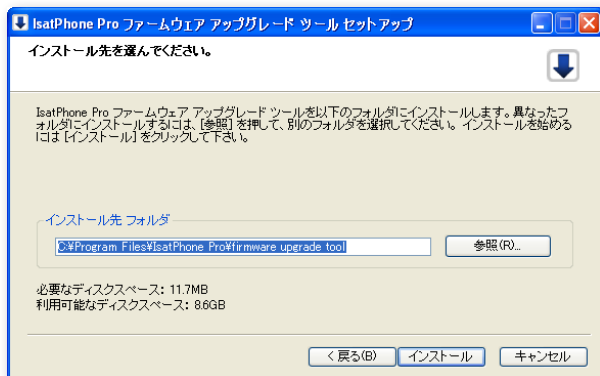 IsatPhone Pro ファームウェア アップグレード ツール セットアップ
インストール先を選んでください。
IsatPhone Pro ファームウェア アップグレード ツールを以下のフォルダにインストールします。異なったフ
ォルダにインストールするには、[参照] を押して、別のフォルダを選択してください。 インストールを始める
には [インストール] をクリックして下さい。
インストール先 フォルダ
C:¥Program Files¥IsatPhone Pro¥firmware upgrade tool
参照(R)...
必要なディスクスペース: 11.7MB
利用可能なディスクスペース: 8.6GB
< 戻る(B)
インストール
キャンセル